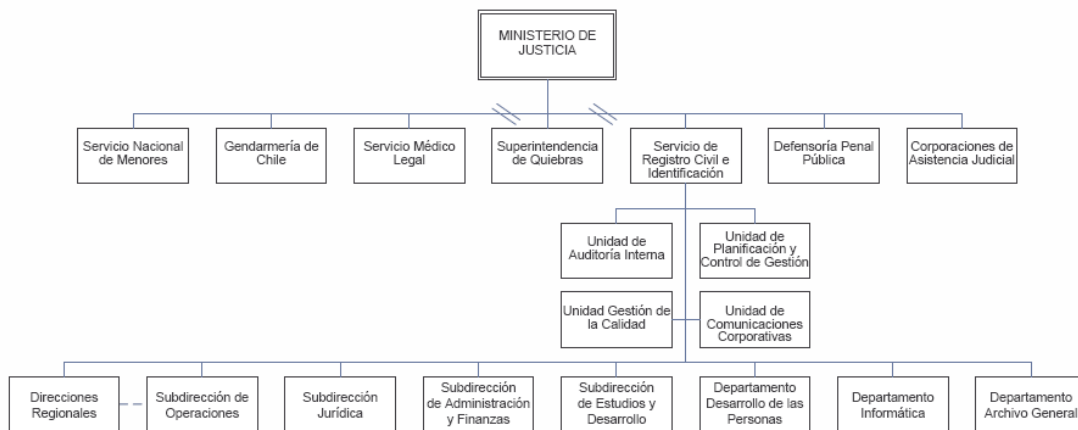 MINISTERIO DE
JUSTICIA
Servicio Nacional
de Menores
Gendarmería de
Chile
Servicio Médico
Legal
Superintendencia
de Quiebras
Servicio de
Registro Civil e
Identificación
Defensoría Penal
Pública
Corporaciones de
Asistencia Judicial
Unidad de
Auditoría Interna
Unidad de
Planificación y
Control de Gestión
Unidad Gestión de
la Calidad
Unidad de
Comunicaciones
Corporativas
Direcciones
Regionales
Subdirección de
Operaciones
Subdirección
Jurídica
Subdirección
de Administración
y Finanzas
Subdirección
de Estudios y
Desarrollo
Departamento
Desarrollo de las
Personas
Departamento
Informática
Departamento
Archivo General